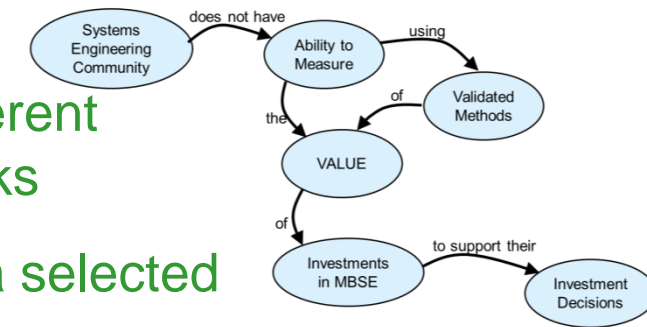 does not have
Systems
Engineering
Community
Ability to
Measure
using
erent
the
of
Validated
Methods
ks
VALUE
of
a selected
Investments
in MBSE
to support their
Investment
Decisions